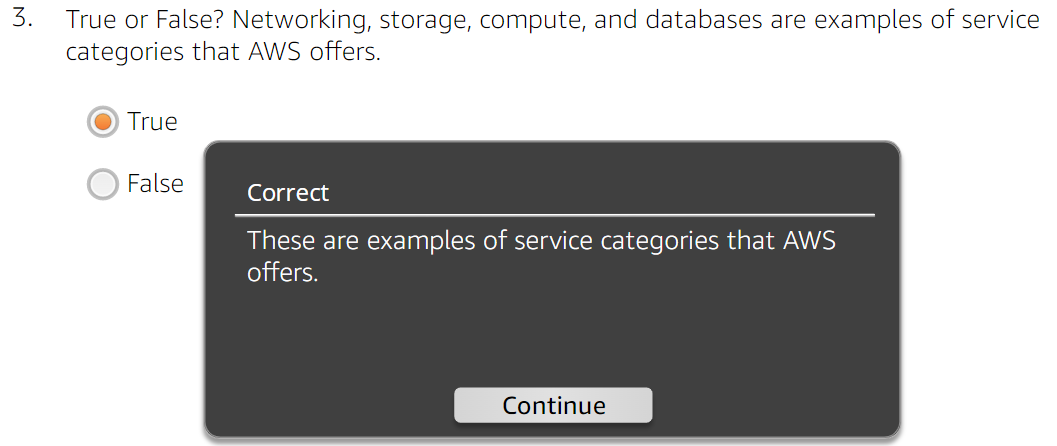 3. True or False? Networking, storage, compute, and databases are examples of service
categories that AWS offers.
True
False
Correct
These are examples of service categories that AWS
offers.
Continue